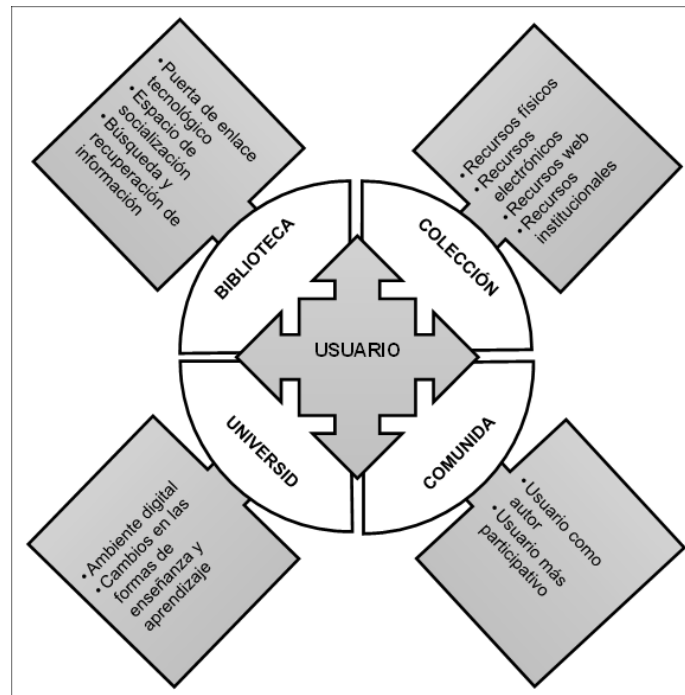 • Puerta de enlace
tecnológico
• Espacio de
socialización
• Búsqueda y
recuperación de
información
• Recursos físicos
• Recursos
electrónicos
• Recursos web
• Recursos
institucionales
BIBLIOTECA
COLECCIÓN
USUARIO
UNIVERSID
COMUNIDA
• Ambiente digital
• Cambios en las
formas de
enseñanza y
aprendizaje
• Usuario como
autor
• Usuario más
participativo